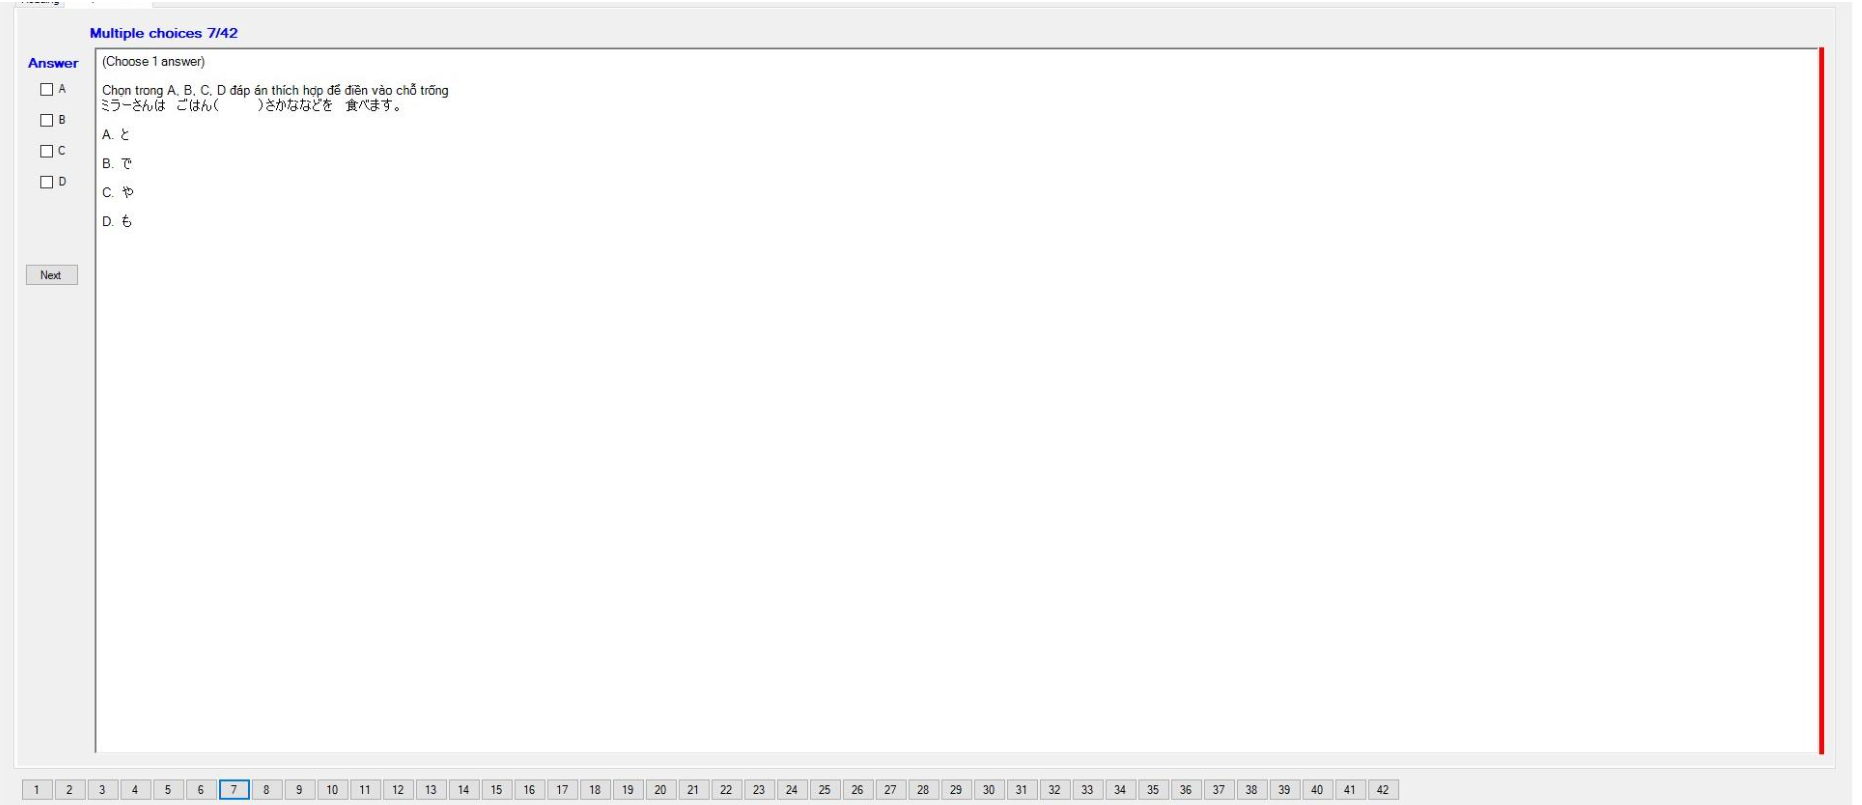 Multiple choices 7/42
Answer
(Choose 1 answer)
A
Chọn trong A, B, C, D đáp án thích hợp để điền vào chỗ trống
ミラーさんは　ごはん(　　　)さかななどを　食べます。
B
A. と
C
B. で
D
C. や
D. も
Next
1 2 3 4 5 6 7 8 9 10 11 12 13 14 15 16 17 18 19 20 21 22 23 24 25 26 27 28 29 30 31 32 33 34 35 36 37 38 39 40 41 42